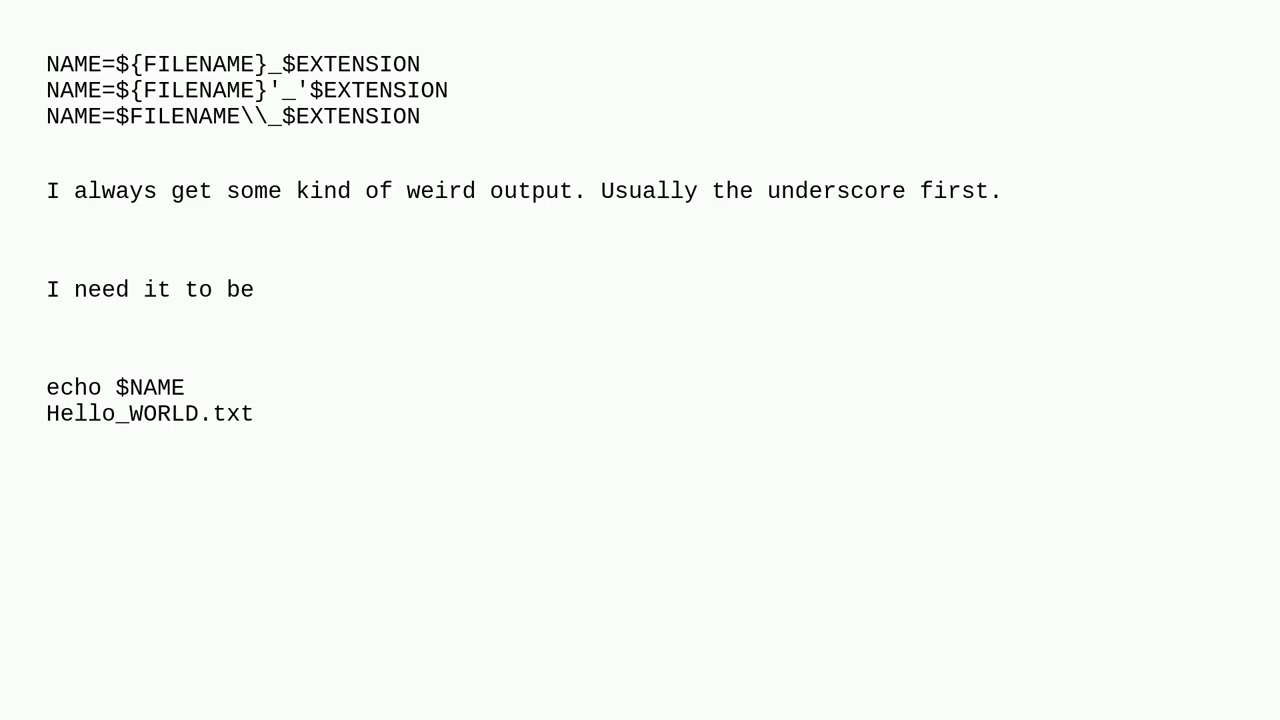 NAME=${FILENAME}_$EXTENSION
NAME=${FILENAME}'_'$EXTENSION
NAME=$FILENAME\\_$EXTENSION
I always get some kind of weird output. Usually the underscore first.
I need it to be
echo $NAME
Hello_WORLD.txt